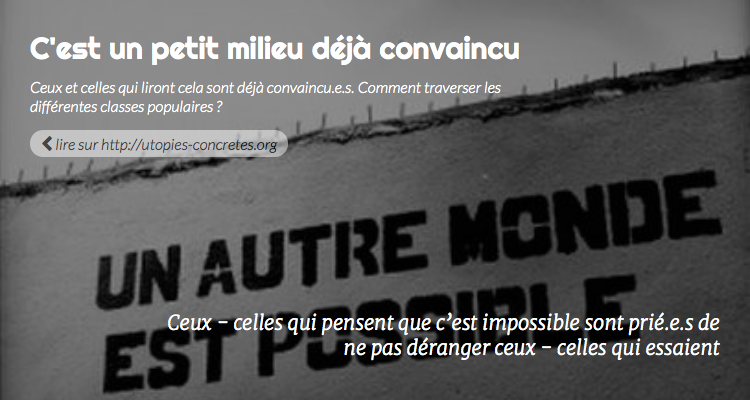 C'est un petit milieu déjà convaincu
Ceux et celles qui liront cela sont déjà convaincu.e.s. Comment traverser les
différentes classes populaires ?
lire sur http://utopies-concretes.org
UN AUTRE MONDE
EST POSSIBLE
Ceux – celles qui pensent que c’est impossible sont prié.e.s de
ne pas déranger ceux – celles qui essaient